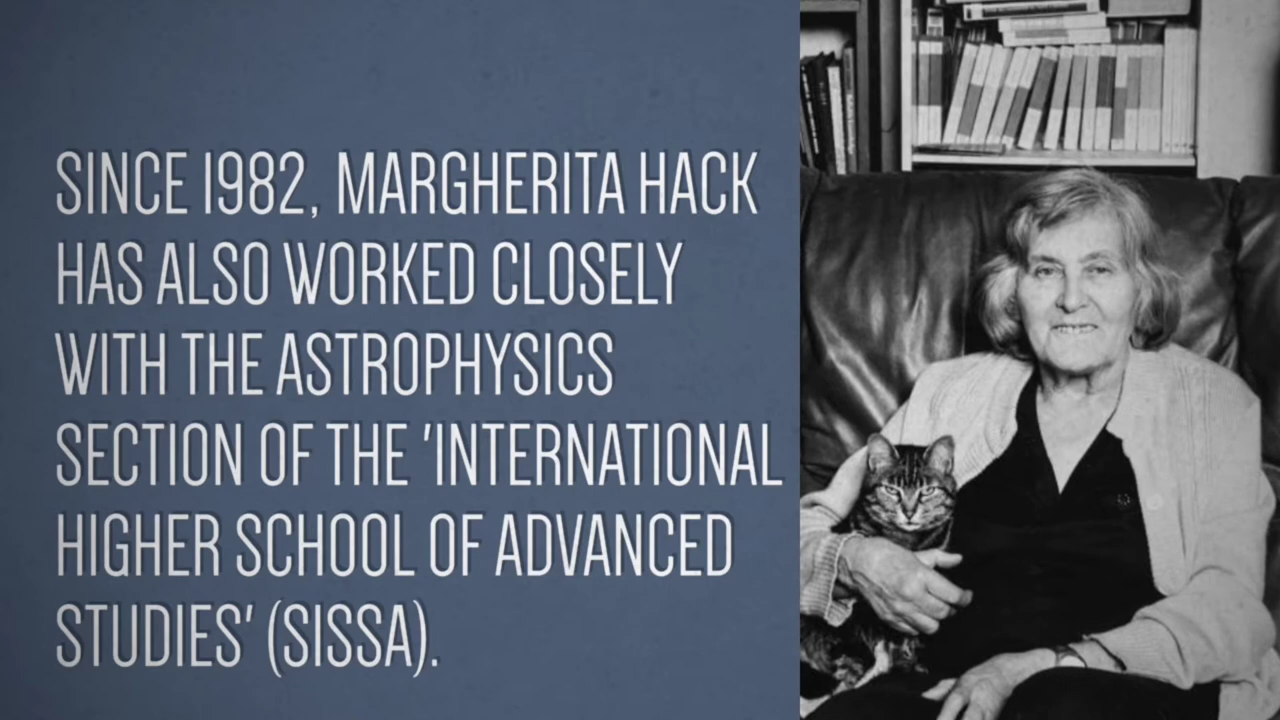 SINCE 1982, MARGHERITA HACK
HAS ALSO WORKED CLOSELY
WITH THE ASTROPHYSICS
SECTION OF THE 'INTERNATIONAL
HIGHER SCHOOL OF ADVANCED
STUDIES' (SISSA).